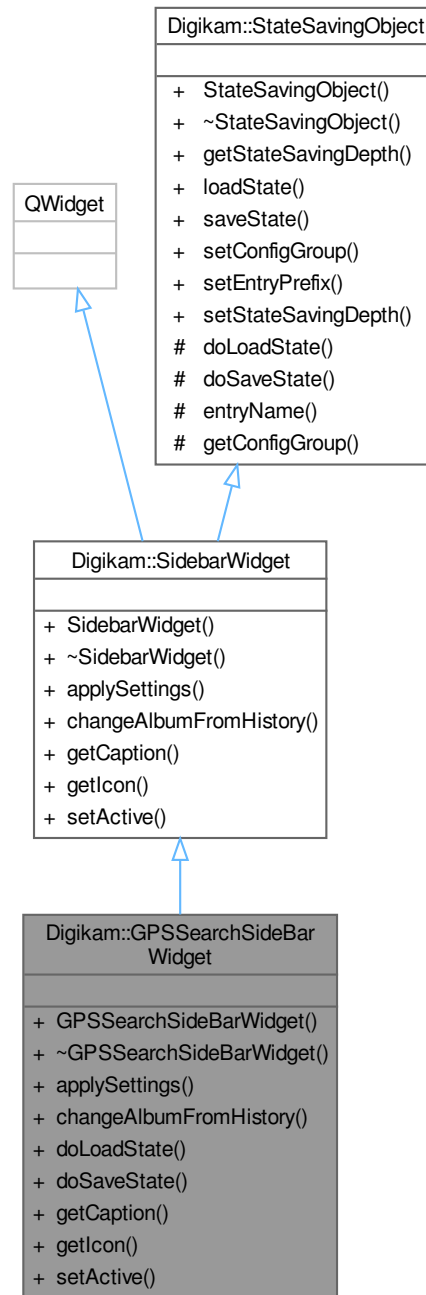 Digikam::StateSavingObject
+ StateSavingObject()
+ ~StateSavingObject()
+ getStateSavingDepth()
+ loadState()
+ saveState()
+ setConfigGroup()
+ setEntryPrefix()
+ setStateSavingDepth()
# doLoadState()
# doSaveState()
# entryName()
# getConfigGroup()
QWidget
Digikam::SidebarWidget
+ SidebarWidget()
+ ~SidebarWidget()
+ applySettings()
+ changeAlbumFromHistory()
+ getCaption()
+ getIcon()
+ setActive()
Digikam::GPSSearchSideBar
Widget
+ GPSSearchSideBarWidget()
+ ~GPSSearchSideBarWidget()
+ applySettings()
+ changeAlbumFromHistory()
+ doLoadState()
+ doSaveState()
+ getCaption()
+ getIcon()
+ setActive()